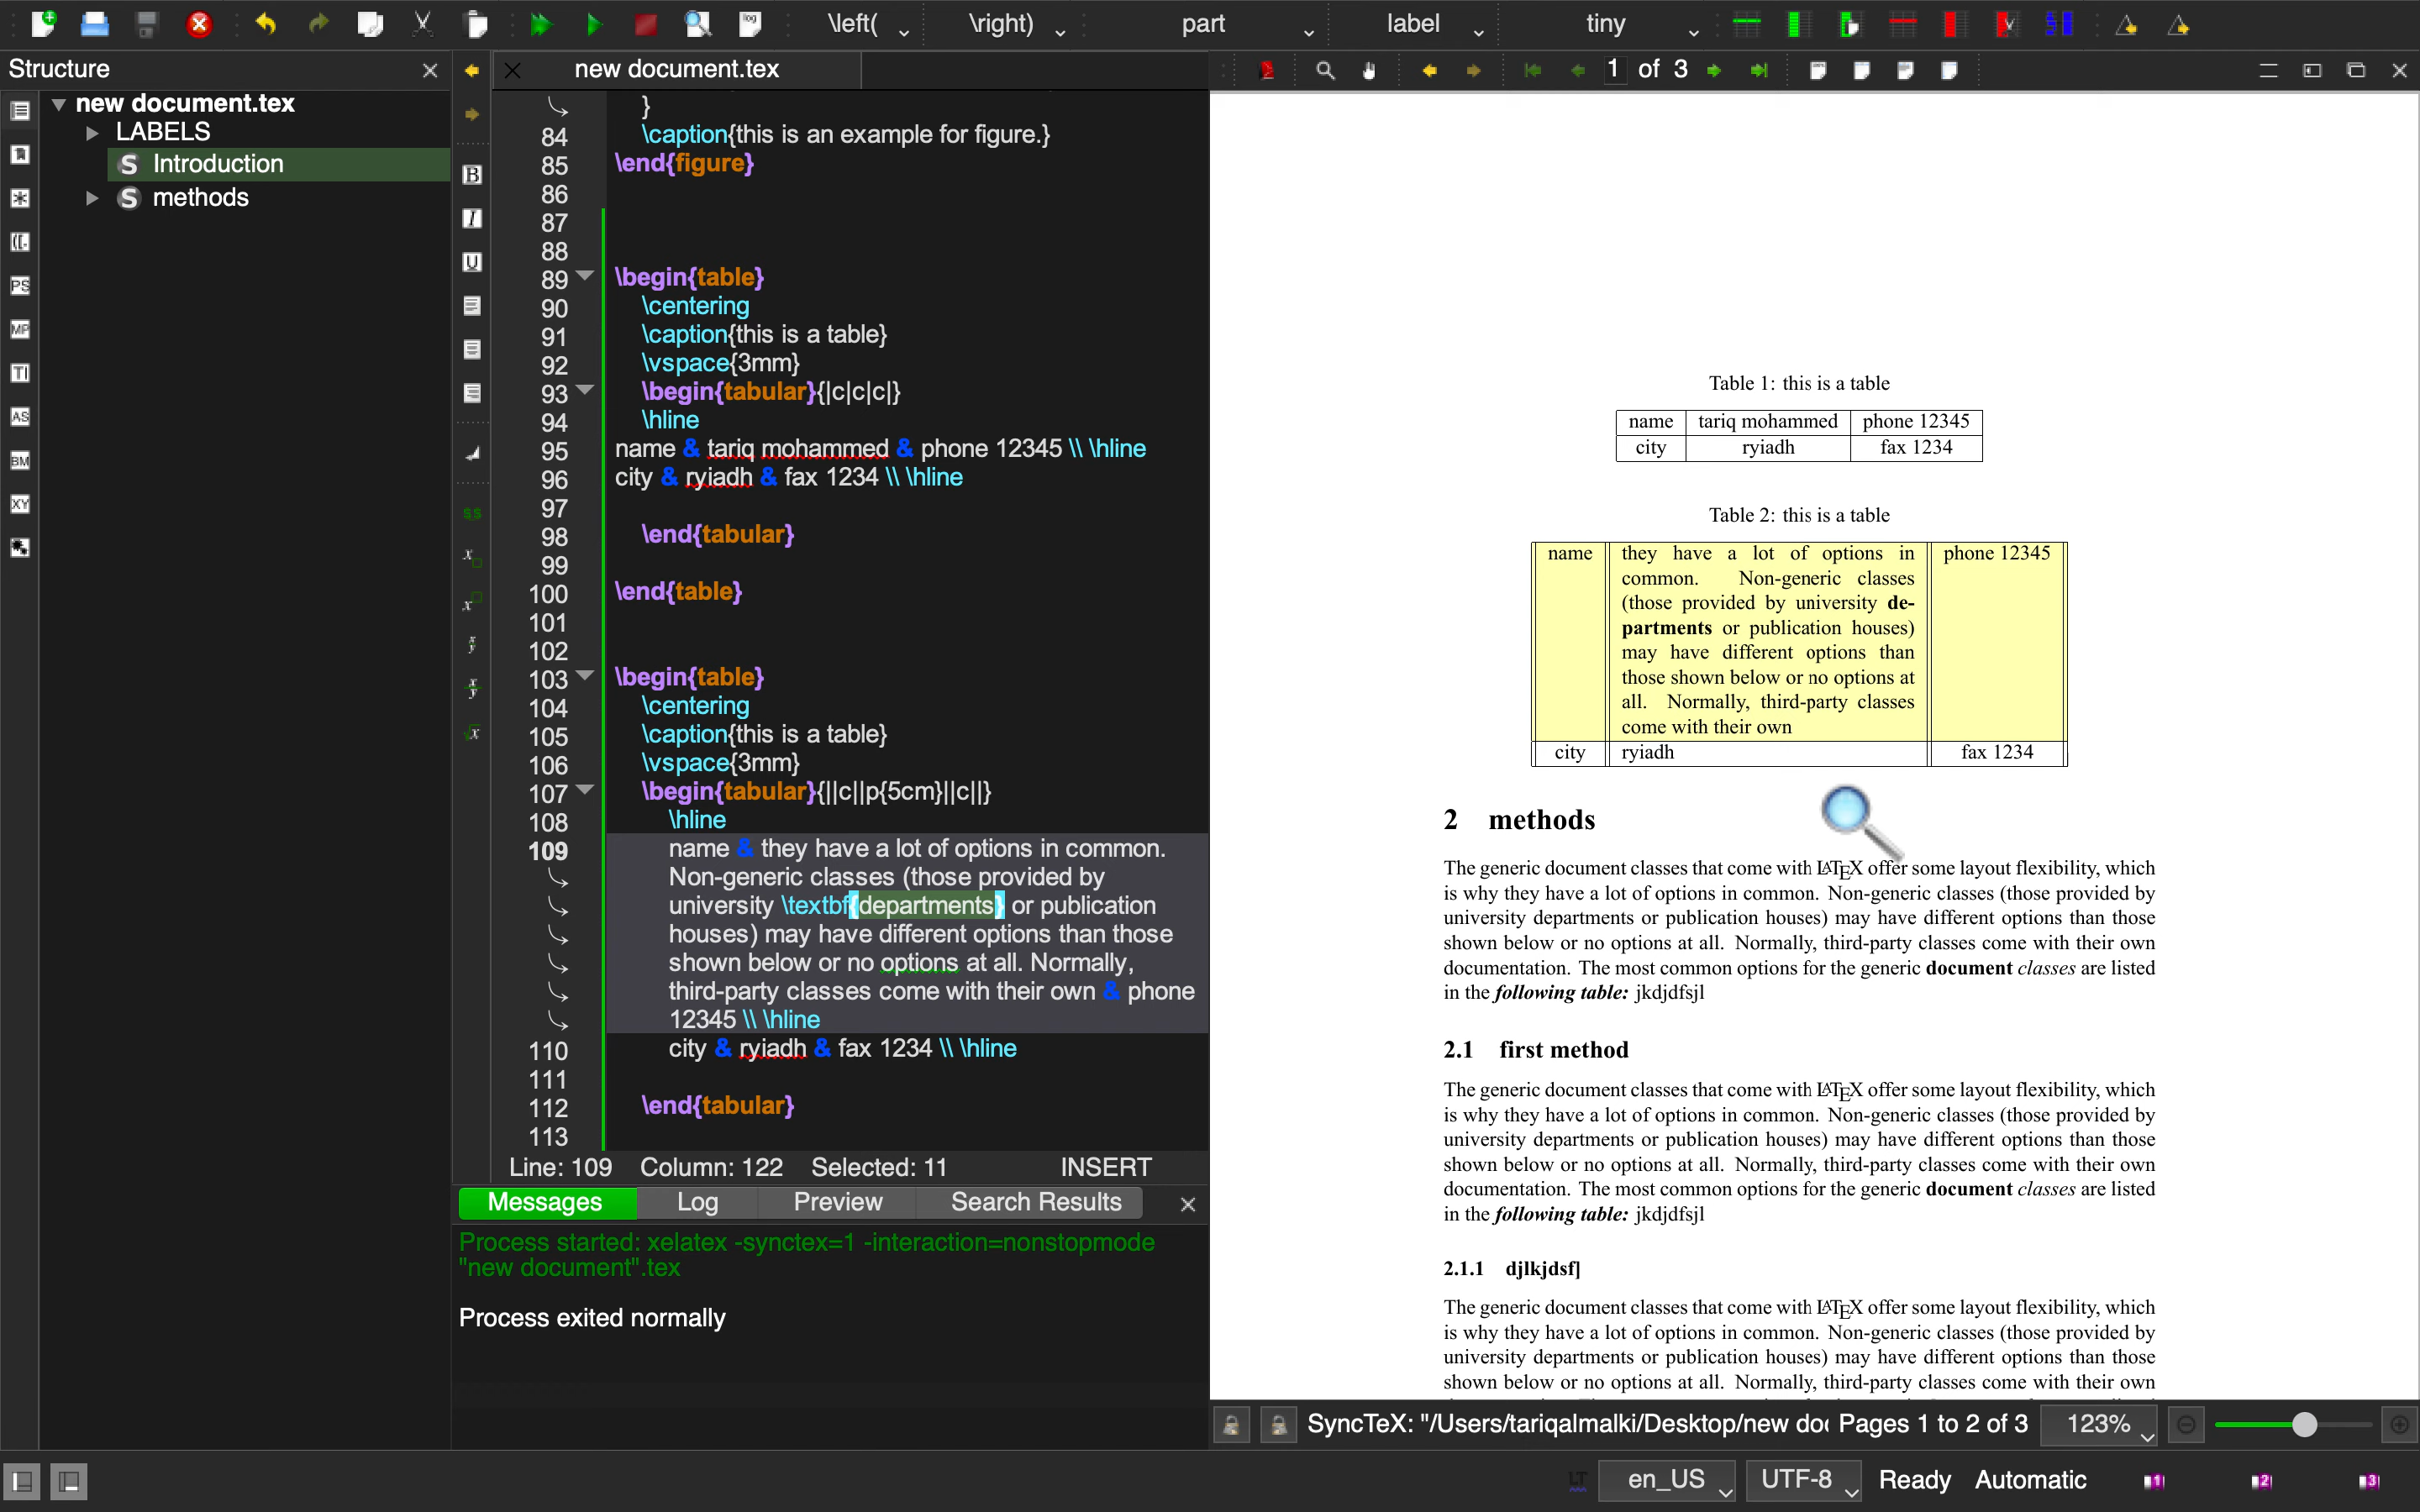 \left(
\right)
part
label
tiny
Structure
new document.tex
1 of 3
new document.tex
LABELS
S Introduction
S methods
}
84 \caption{this is an example for figure.}
85 \end{figure}
86
87
88
89 \begin{table}
90 \centering
91 \caption{this is a table}
92 \vspace{3mm}
93 \begin{tabular}{|c|c|c|}
94 \hline
95 name & tariq mohammed & phone 12345 \\ \hline
96 city & ryiadh & fax 1234 \\ \hline
97
98 \end{tabular}
99
100 \end{table}
101
102
103 \begin{table}
104 \centering
105 \caption{this is a table}
106 \vspace{3mm}
107 \begin{tabular}{||c||p{5cm}||c||}
108 \hline
109 name & they have a lot of options in common.
Non-generic classes (those provided by
university \textbf{departments} or publication
houses) may have different options than those
shown below or no options at all. Normally,
third-party classes come with their own & phone
12345 \\ \hline
110 city & ryiadh & fax 1234 \\ \hline
111
112 \end{tabular}
113
Line: 109 Column: 122 Selected: 11 INSERT
Messages Log Preview Search Results
Process started: xelatex -synctex=1 -interaction=nonstopmode
"new document".tex
Process exited normally
Table 1: this is a table
name tariq mohammed phone 12345
city ryiadh fax 1234
Table 2: this is a table
name they have a lot of options in phone 12345
common. Non-generic classes
(those provided by university de-
partments or publication houses)
may have different options than
those shown below or no options at
all. Normally, third-party classes
come with their own
city ryiadh fax 1234
2 methods
The generic document classes that come with LATEX offer some layout flexibility, which
is why they have a lot of options in common. Non-generic classes (those provided by
university departments or publication houses) may have different options than those
shown below or no options at all. Normally, third-party classes come with their own
documentation. The most common options for the generic document classes are listed
in the following table: jkdjdfsjl
2.1 first method
The generic document classes that come with LATEX offer some layout flexibility, which
is why they have a lot of options in common. Non-generic classes (those provided by
university departments or publication houses) may have different options than those
shown below or no options at all. Normally, third-party classes come with their own
documentation. The most common options for the generic document classes are listed
in the following table: jkdjdfsjl
2.1.1 djlkjdsf]
The generic document classes that come with LATEX offer some layout flexibility, which
is why they have a lot of options in common. Non-generic classes (those provided by
university departments or publication houses) may have different options than those
shown below or no options at all. Normally, third-party classes come with their own
SyncTeX: "/Users/tariqalmalki/Desktop/new doc Pages 1 to 2 of 3 123%
LT en_US UTF-8 Ready Automatic 1 2 3